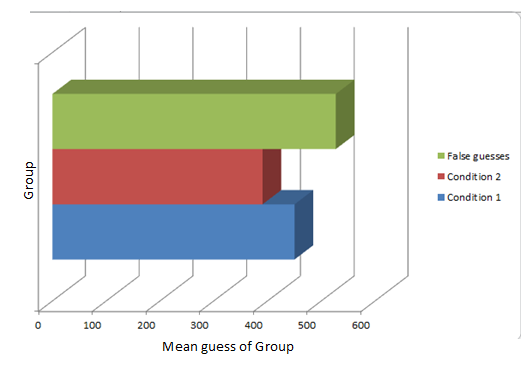 Group
False guesses
Condition 2
Condition 1
0 100 200 300 400 500 600
Mean guess of Group